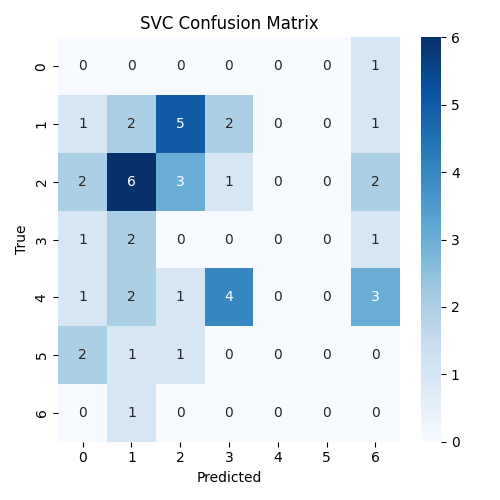 SVC Confusion Matrix
True
0 0 0 0 0 0 0 1
1 1 2 5 2 0 0 1
2 2 6 3 1 0 0 2
3 1 2 0 0 0 0 1
4 1 2 1 4 0 0 3
5 2 1 1 0 0 0 0
6 0 1 0 0 0 0 0
0 1 2 3 4 5 6
Predicted
6
5
4
3
2
1
0